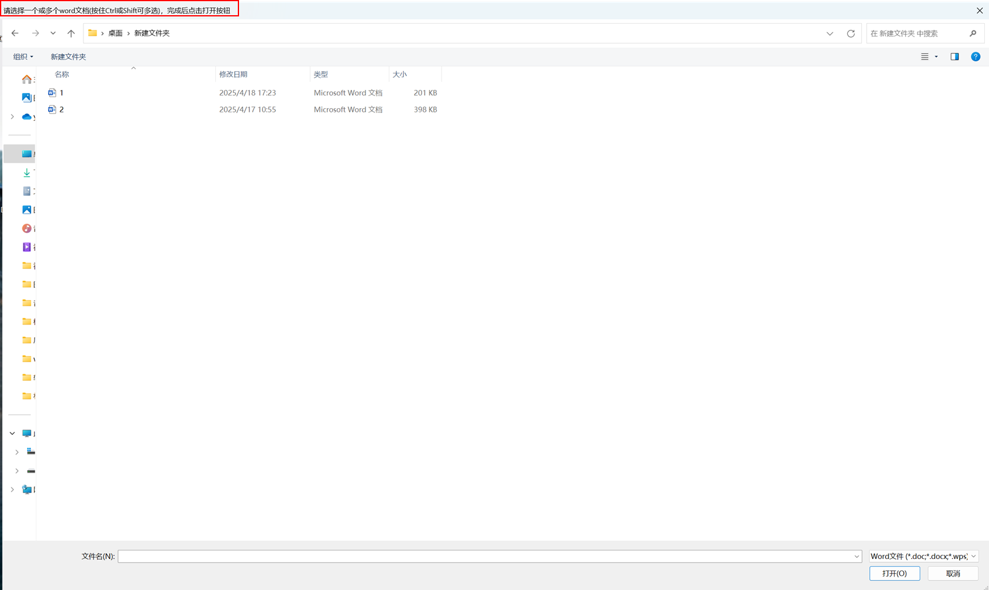 请选择一个或多个word文档(按住Ctrl或Shift可多选)，完成后点击打开按钮
桌面 新建文件夹
在 新建文件夹 中搜索
组织 新建文件夹
名称 修改日期 类型 大小
1 2025/4/18 17:23 Microsoft Word 文档 201 KB
2 2025/4/17 10:55 Microsoft Word 文档 398 KB
文件名(N):
Word文件 (*.doc;*.docx;*.wps)
打开(O) 取消